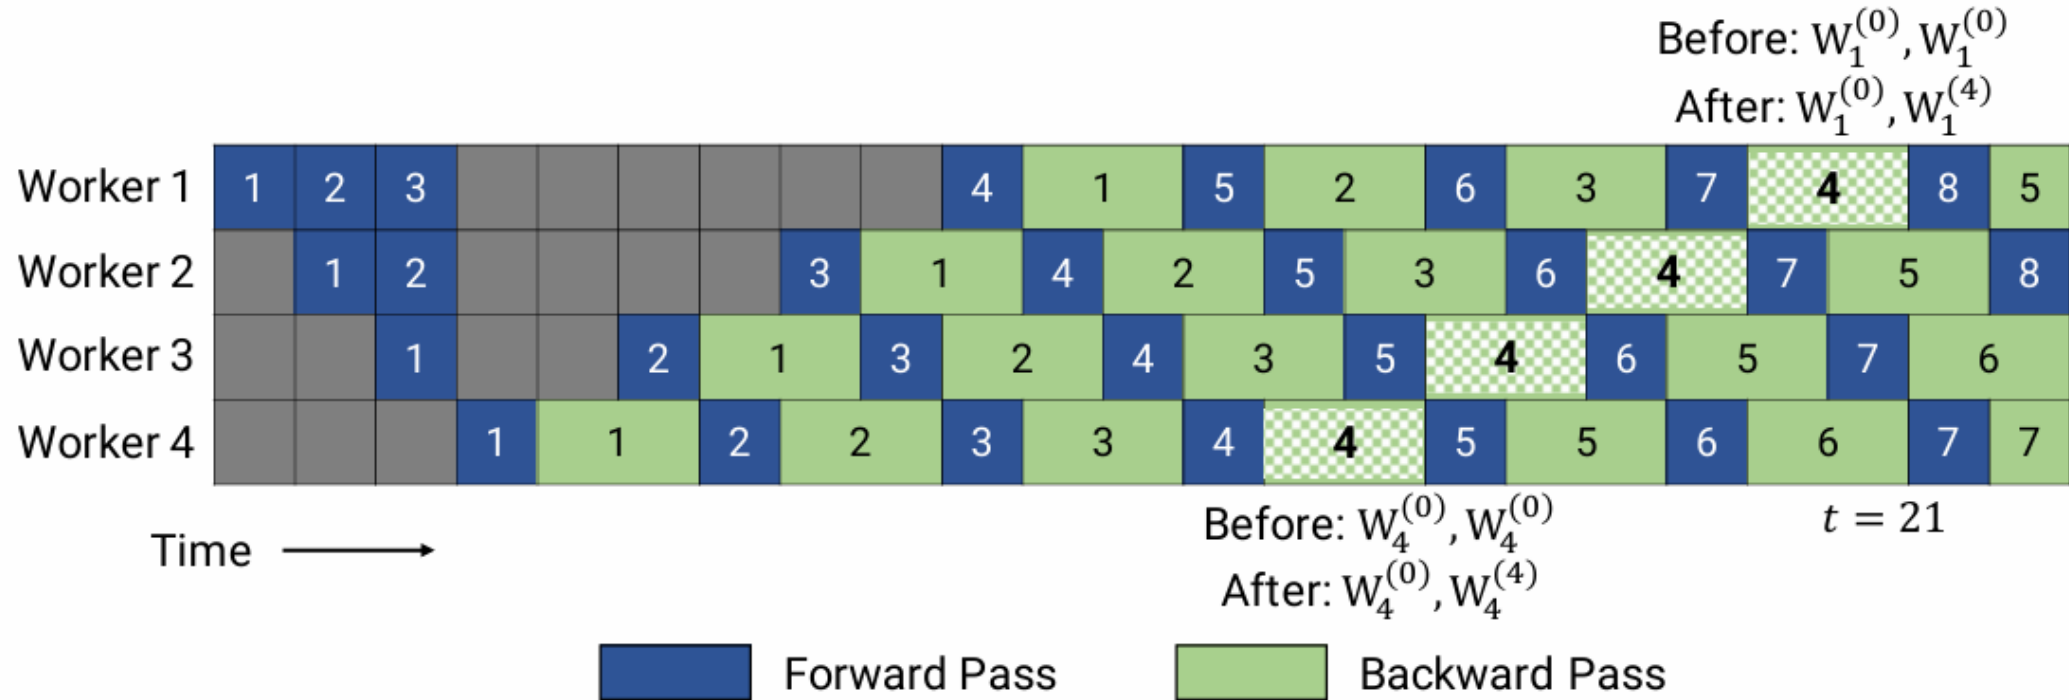 Before: W₁⁽⁰⁾, W₁⁽⁰⁾
After: W₁⁽⁰⁾, W₁⁽⁴⁾
Worker 1 1 2 3 4 1 5 2 6 3 7 4 8 5
Worker 2 1 2 3 1 4 2 5 3 6 4 7 5 8
Worker 3 1 2 1 3 2 4 3 5 4 6 5 7 6
Worker 4 1 1 2 2 3 3 4 4 5 5 6 6 7 7
Before: W₄⁽⁰⁾, W₄⁽⁰⁾ t = 21
Time
After: W₄⁽⁰⁾, W₄⁽⁴⁾
Forward Pass Backward Pass